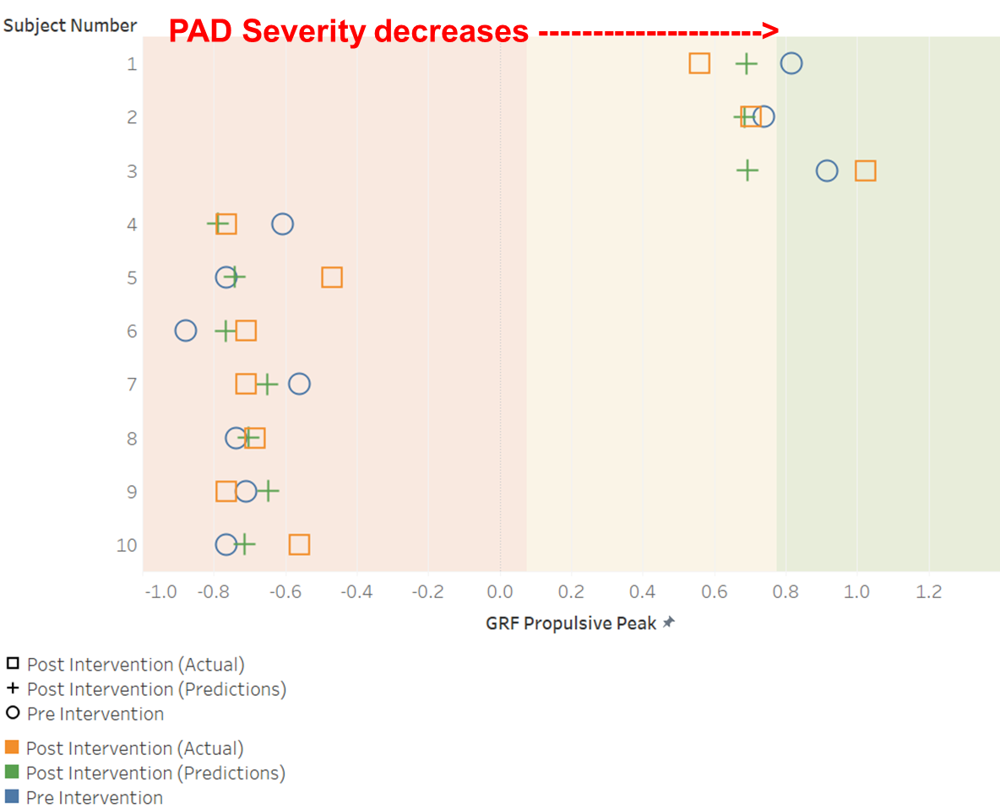 Subject Number
PAD Severity decreases --------------------->
1
2
3
4
5
6
7
8
9
10
-1.0 -0.8 -0.6 -0.4 -0.2 0.0 0.2 0.4 0.6 0.8 1.0 1.2
GRF Propulsive Peak
Post Intervention (Actual)
Post Intervention (Predictions)
Pre Intervention
Post Intervention (Actual)
Post Intervention (Predictions)
Pre Intervention